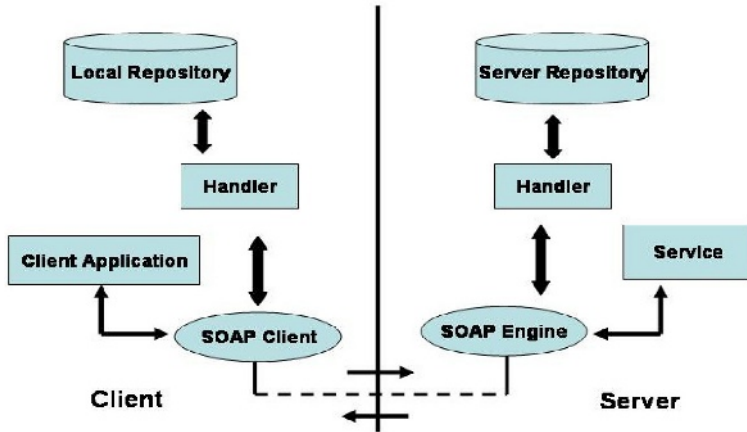 Local Repository
Server Repository
Handler
Handler
Client Application
Service
SOAP Client
SOAP Engine
Client
Server